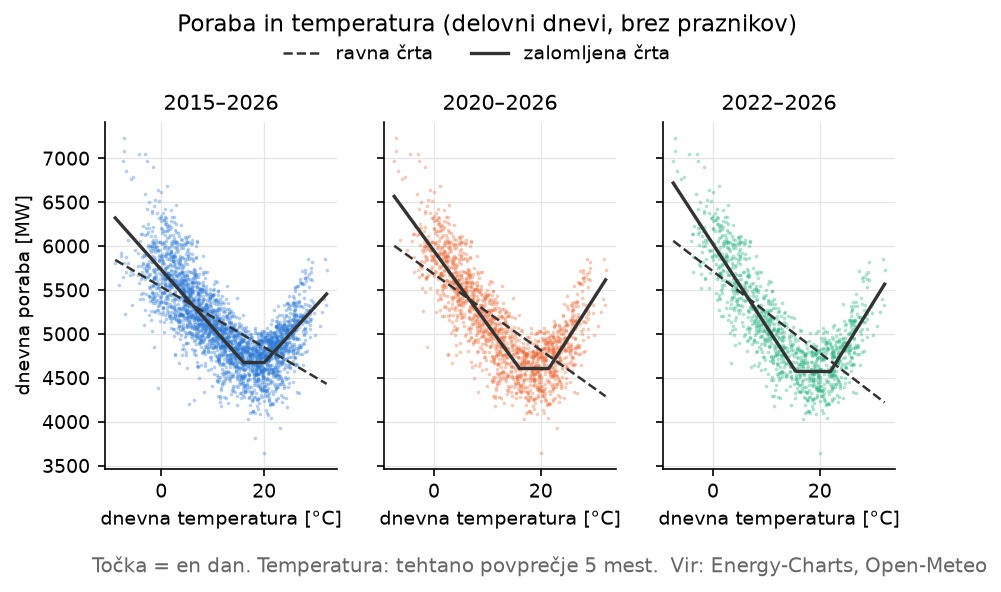 Poraba in temperatura (delovni dnevi, brez praznikov)
ravna črta
zalomljena črta
2015–2026
2020–2026
2022–2026
dnevna poraba [MW]
7000
6500
6000
5500
5000
4500
4000
3500
0 20
0 20
0 20
dnevna temperatura [°C]
dnevna temperatura [°C]
dnevna temperatura [°C]
Točka = en dan. Temperatura: tehtano povprečje 5 mest.  Vir: Energy-Charts, Open-Meteo